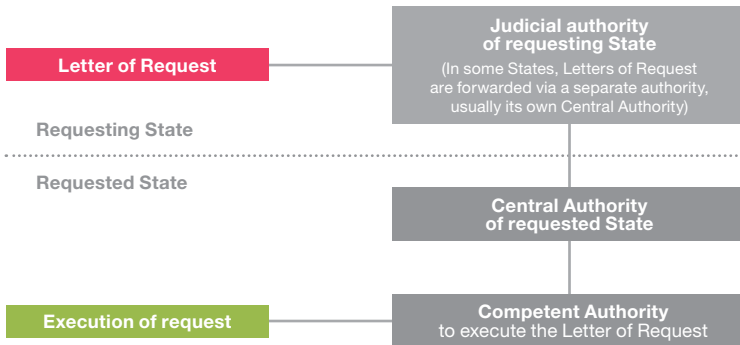 Judicial authority
of requesting State
Letter of Request
(In some States, Letters of Request
are forwarded via a separate authority,
usually its own Central Authority)
Requesting State
Requested State
Central Authority
of requested State
Competent Authority
Execution of request
to execute the Letter of Request